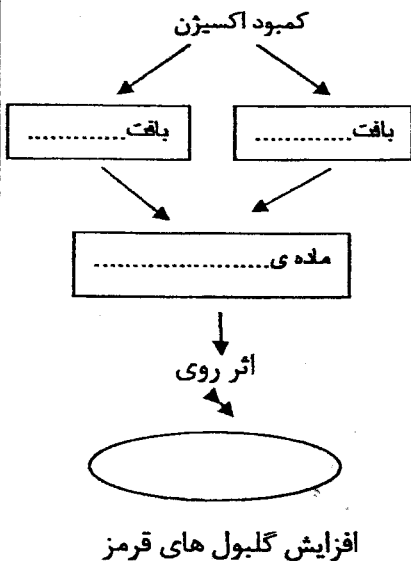 کمبود اکسیژن
بافت.............
بافت.............
ماده ی........................
اثر روی
افزایش گلبول های قرمز